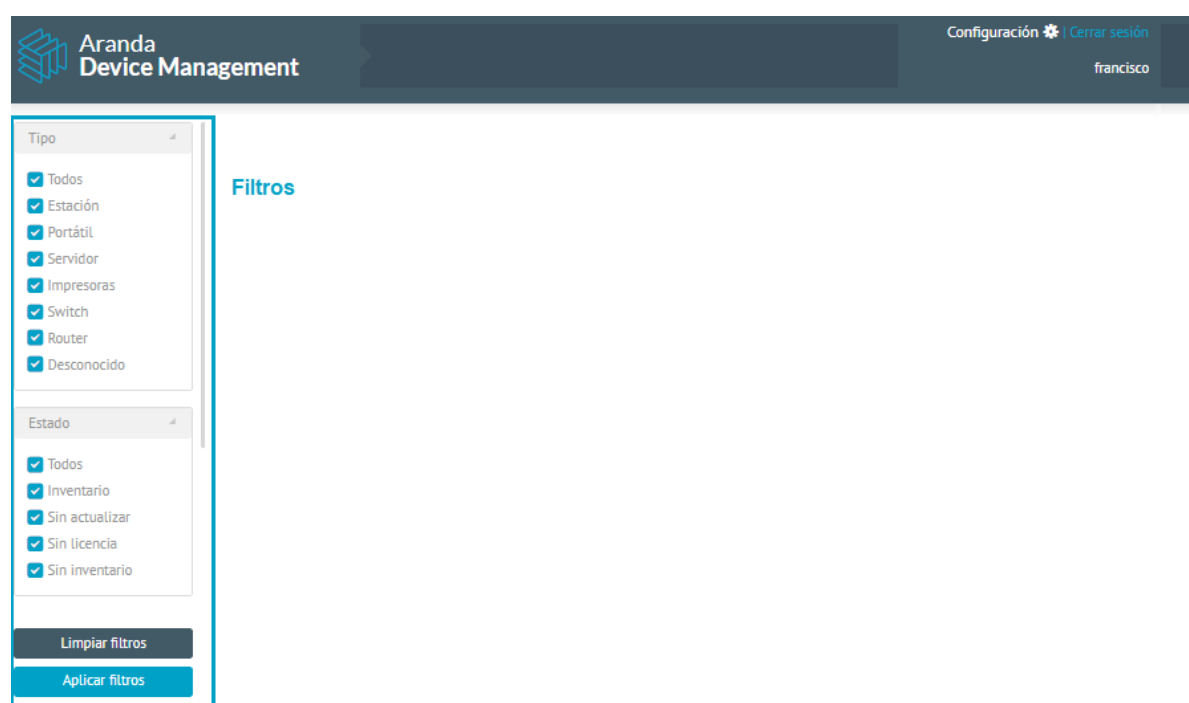 Aranda
Device Management
Configuración | Cerrar sesión
francisco
Tipo
Todos
Estación
Portátil
Servidor
Impresoras
Switch
Router
Desconocido
Filtros
Estado
Todos
Inventario
Sin actualizar
Sin licencia
Sin inventario
Limpiar filtros
Aplicar filtros